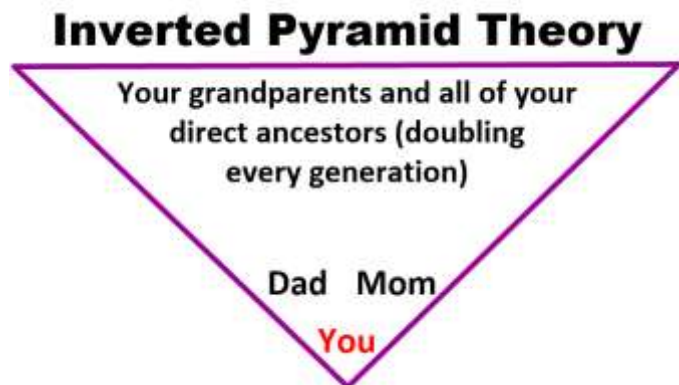 Inverted Pyramid Theory
Your grandparents and all of your
direct ancestors (doubling
every generation)
Dad Mom
You